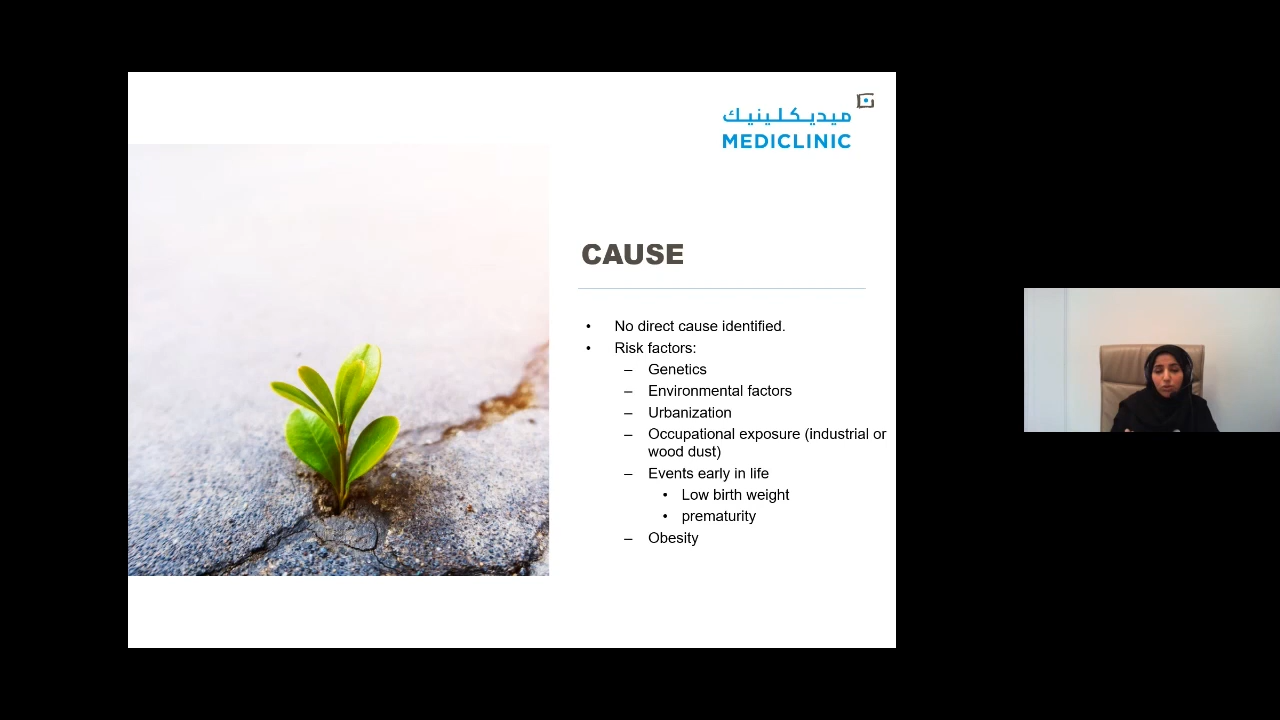 ميديكلينيك
MEDICLINIC
CAUSE
• No direct cause identified.
• Risk factors:
– Genetics
– Environmental factors
– Urbanization
– Occupational exposure (industrial or
wood dust)
– Events early in life
• Low birth weight
• prematurity
– Obesity